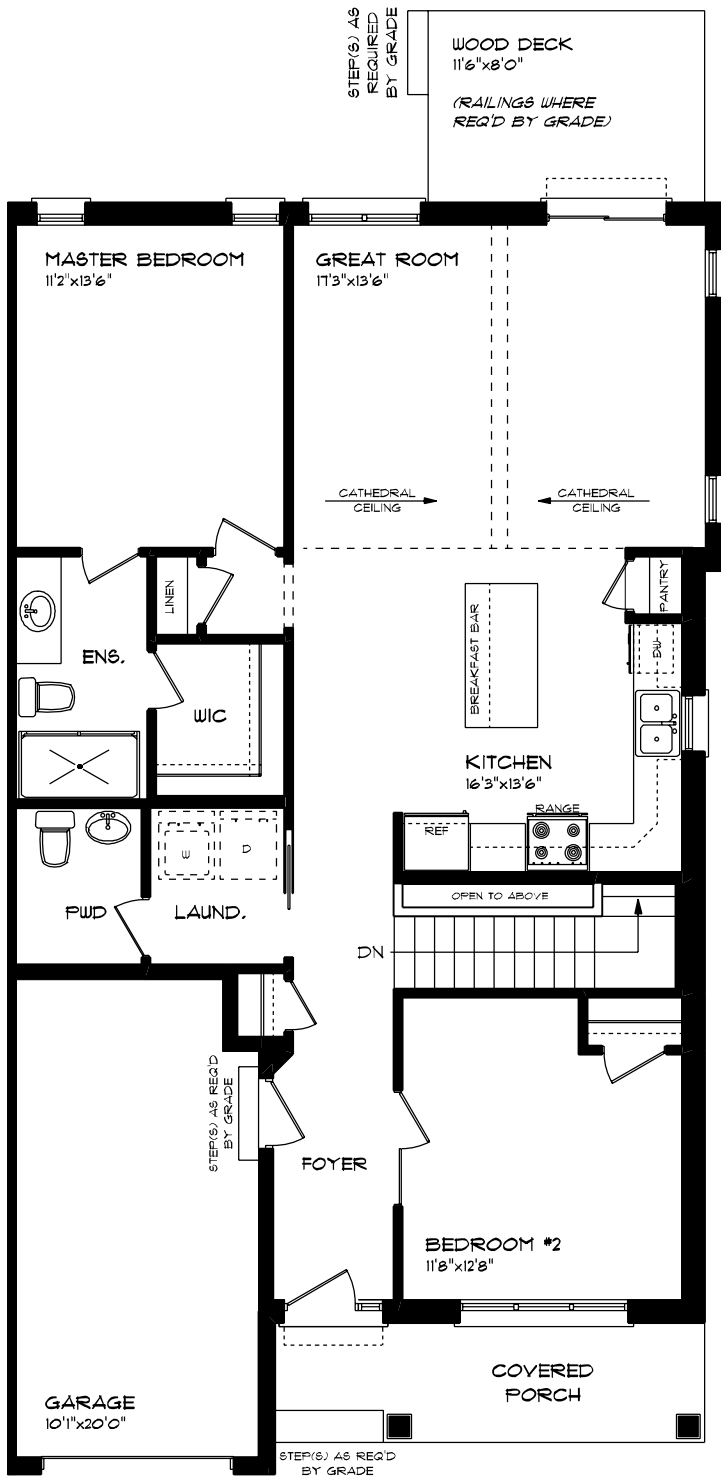 STEP(S) AS
REQUIRED
BY GRADE
WOOD DECK
11'6"x8'0"
(RAILINGS WHERE
REQ'D BY GRADE)
MASTER BEDROOM
11'2"x13'6"
GREAT ROOM
17'3"x13'6"
CATHEDRAL
CEILING
CATHEDRAL
CEILING
LINEN
PANTRY
BREAKFAST BAR
DW
ENS.
WIC
KITCHEN
16'3"x13'6"
RANGE
REF
W
D
PWD
LAUND.
OPEN TO ABOVE
DN
STEP(S) AS REQ'D
BY GRADE
FOYER
BEDROOM #2
11'8"x12'8"
COVERED
PORCH
GARAGE
10'1"x20'0"
STEP(S) AS REQ'D
BY GRADE